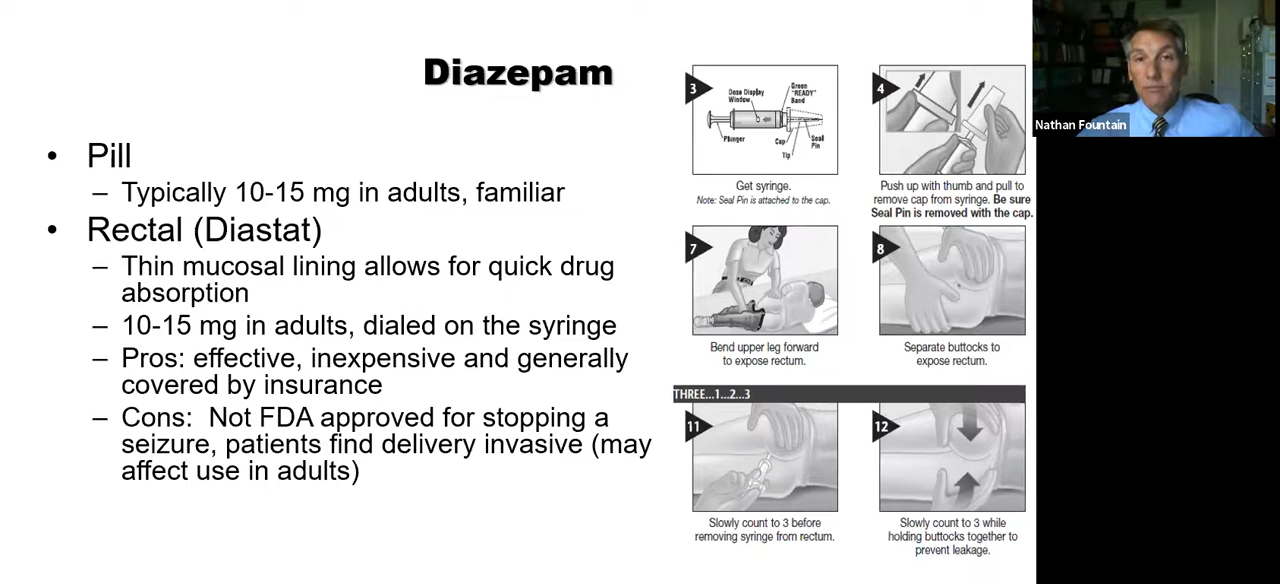 Diazepam
• Pill
– Typically 10-15 mg in adults, familiar
• Rectal (Diastat)
– Thin mucosal lining allows for quick drug
absorption
– 10-15 mg in adults, dialed on the syringe
– Pros: effective, inexpensive and generally
covered by insurance
– Cons: Not FDA approved for stopping a
seizure, patients find delivery invasive (may
affect use in adults)
3
Dose Display
Window
Green
"READY"
Band
Plunger
Cap
Tip
Seal
Pin
Get syringe.
Note: Seal Pin is attached to the cap.
4
Push up with thumb and pull to
remove cap from syringe. Be sure
Seal Pin is removed with the cap.
7
Bend upper leg forward
to expose rectum.
8
Separate buttocks to
expose rectum.
THREE...1...2...3
11
Slowly count to 3 before
removing syringe from rectum.
12
Slowly count to 3 while
holding buttocks together to
prevent leakage.
Nathan Fountain